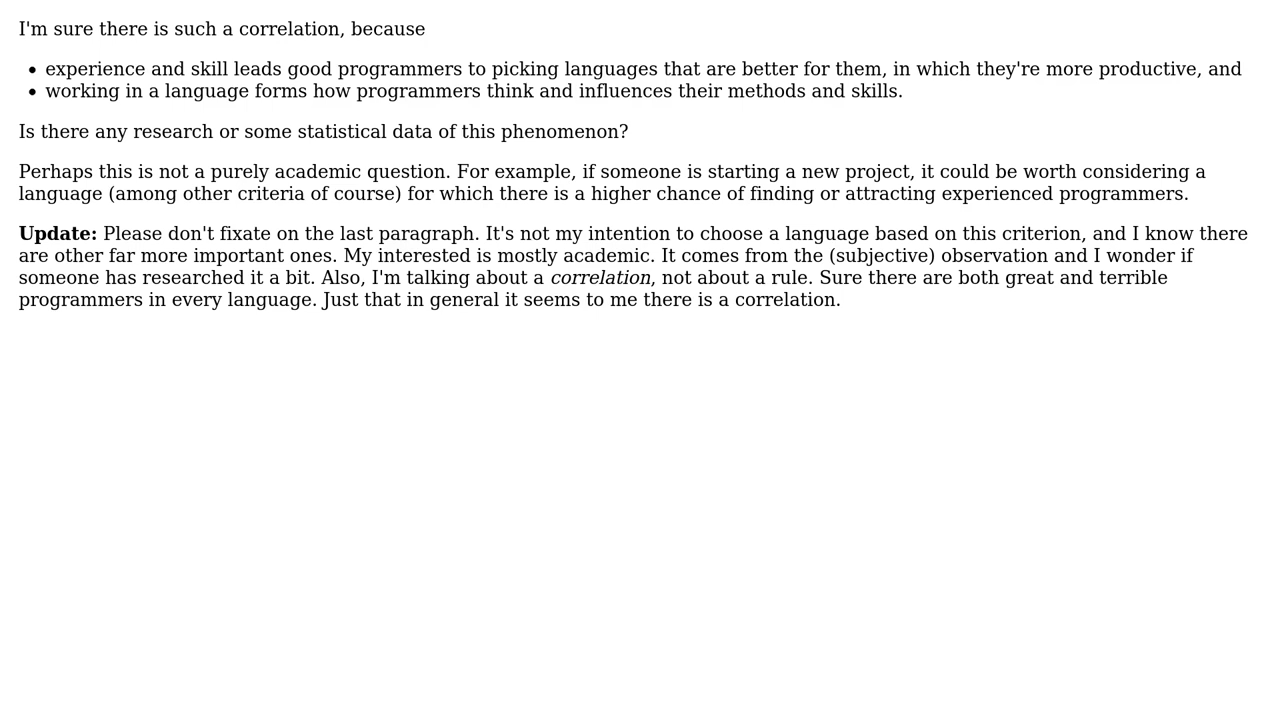 I'm sure there is such a correlation, because
• experience and skill leads good programmers to picking languages that are better for them, in which they're more productive, and
• working in a language forms how programmers think and influences their methods and skills.
Is there any research or some statistical data of this phenomenon?
Perhaps this is not a purely academic question. For example, if someone is starting a new project, it could be worth considering a
language (among other criteria of course) for which there is a higher chance of finding or attracting experienced programmers.
Update: Please don't fixate on the last paragraph. It's not my intention to choose a language based on this criterion, and I know there
are other far more important ones. My interested is mostly academic. It comes from the (subjective) observation and I wonder if
someone has researched it a bit. Also, I'm talking about a correlation, not about a rule. Sure there are both great and terrible
programmers in every language. Just that in general it seems to me there is a correlation.